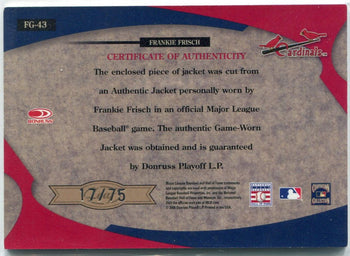 FG-43
FRANKIE FRISCH
Cardinals
CERTIFICATE OF AUTHENTICITY
The enclosed piece of jacket was cut from
an Authentic Jacket personally worn by
Frankie Frisch in an official Major League
Baseball® game. The authentic Game-Worn
Jacket was obtained and is guaranteed
by Donruss Playoff L.P.
DONRUSS
17/75